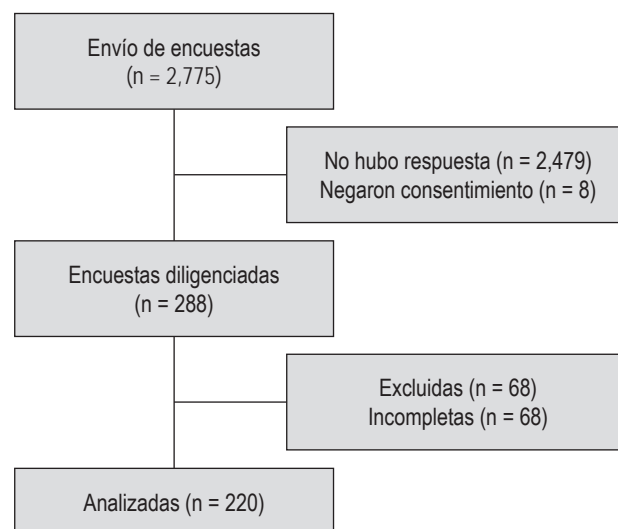 Envío de encuestas
(n = 2,775)
No hubo respuesta (n = 2,479)
Negaron consentimiento (n = 8)
Encuestas diligenciadas
(n = 288)
Excluidas (n = 68)
Incompletas (n = 68)
Analizadas (n = 220)